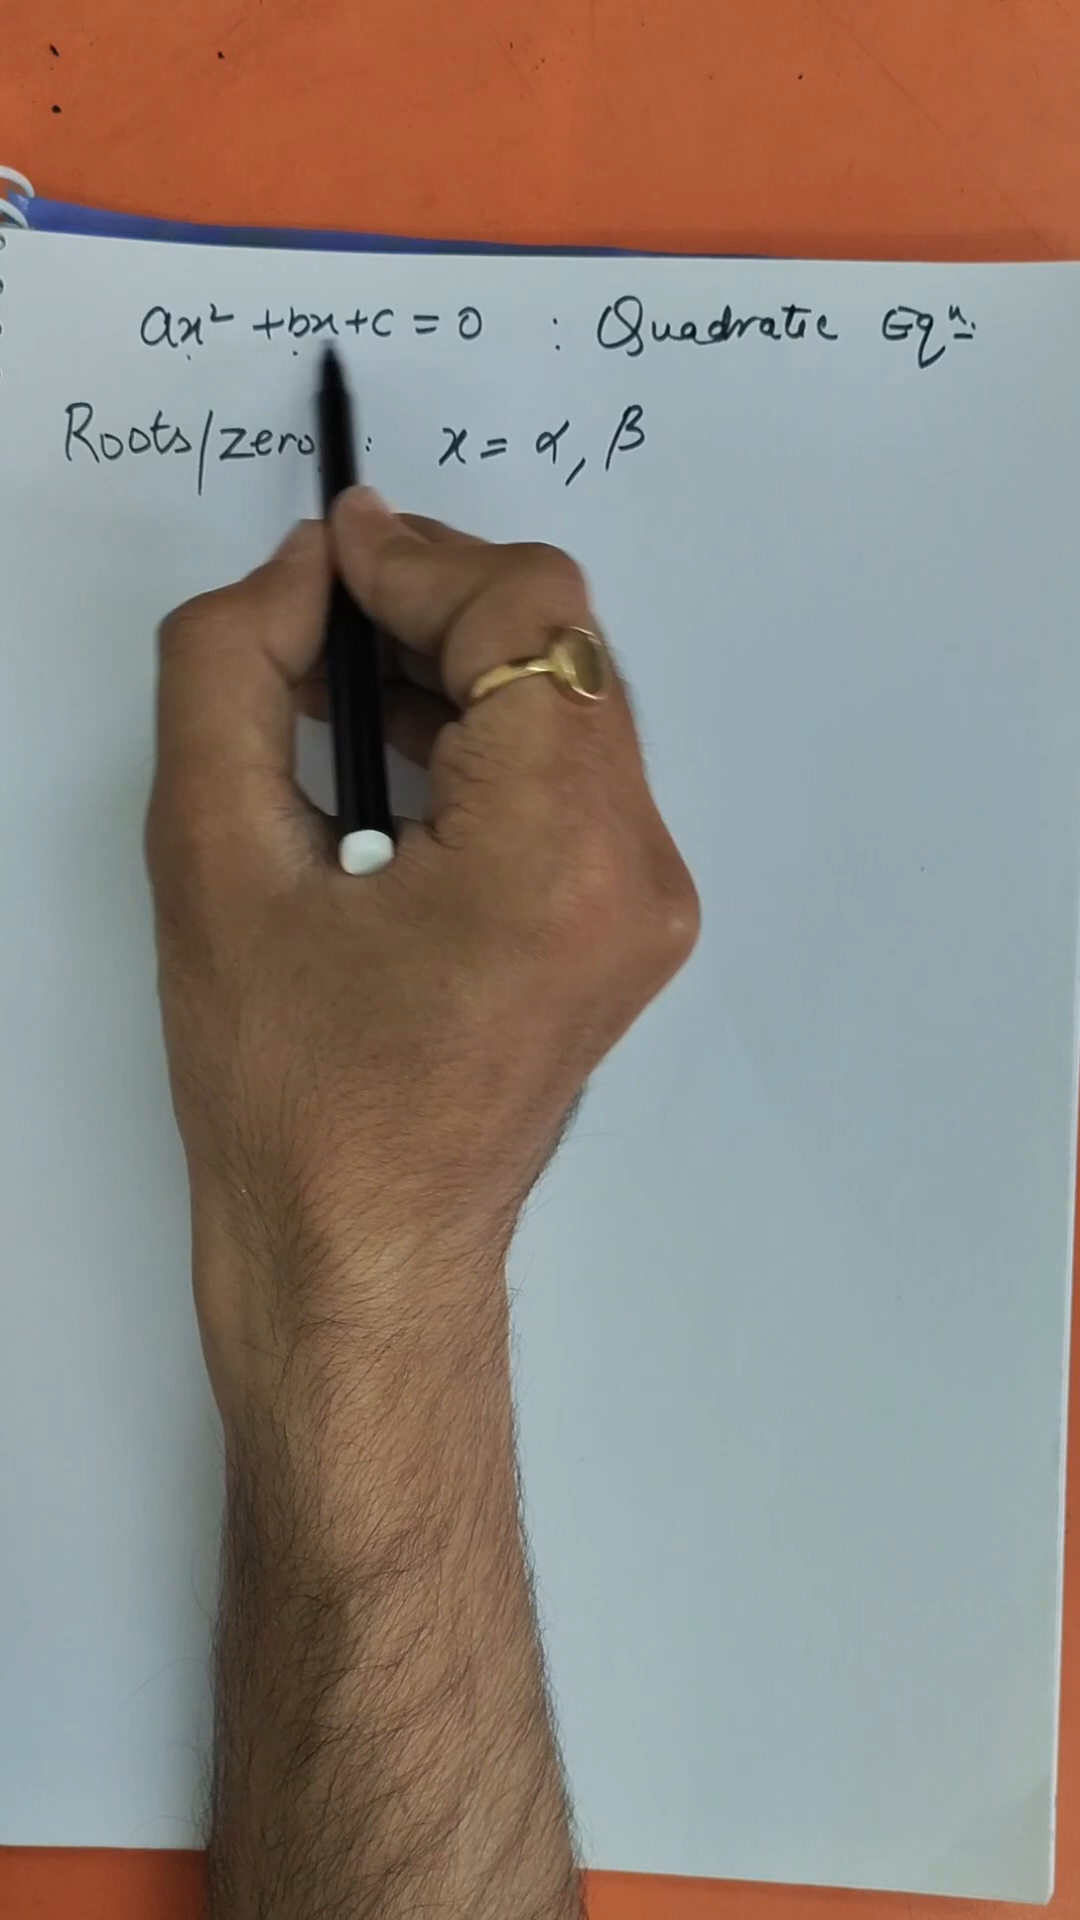 ax² + bx + c = 0 : Quadratic Eqⁿ.
Roots/zero : x = α, β